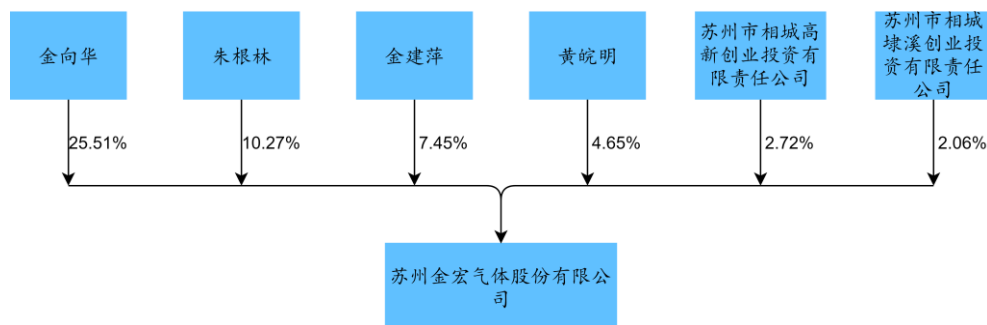 金向华
朱根林
金建萍
黄皖明
苏州市相城高
新创业投资有
限责任公司
苏州市相城
埭溪创业投
资有限责任
公司
25.51%
10.27%
7.45%
4.65%
2.72%
2.06%
苏州金宏气体股份有限公
司